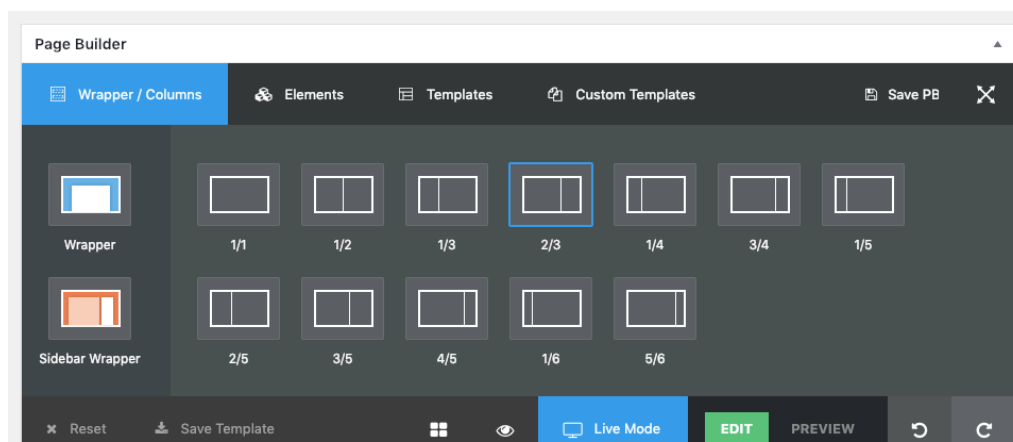 Page Builder
Wrapper / Columns Elements Templates Custom Templates Save PB
Wrapper 1/1 1/2 1/3 2/3 1/4 3/4 1/5
Sidebar Wrapper 2/5 3/5 4/5 1/6 5/6
Reset Save Template Live Mode EDIT PREVIEW